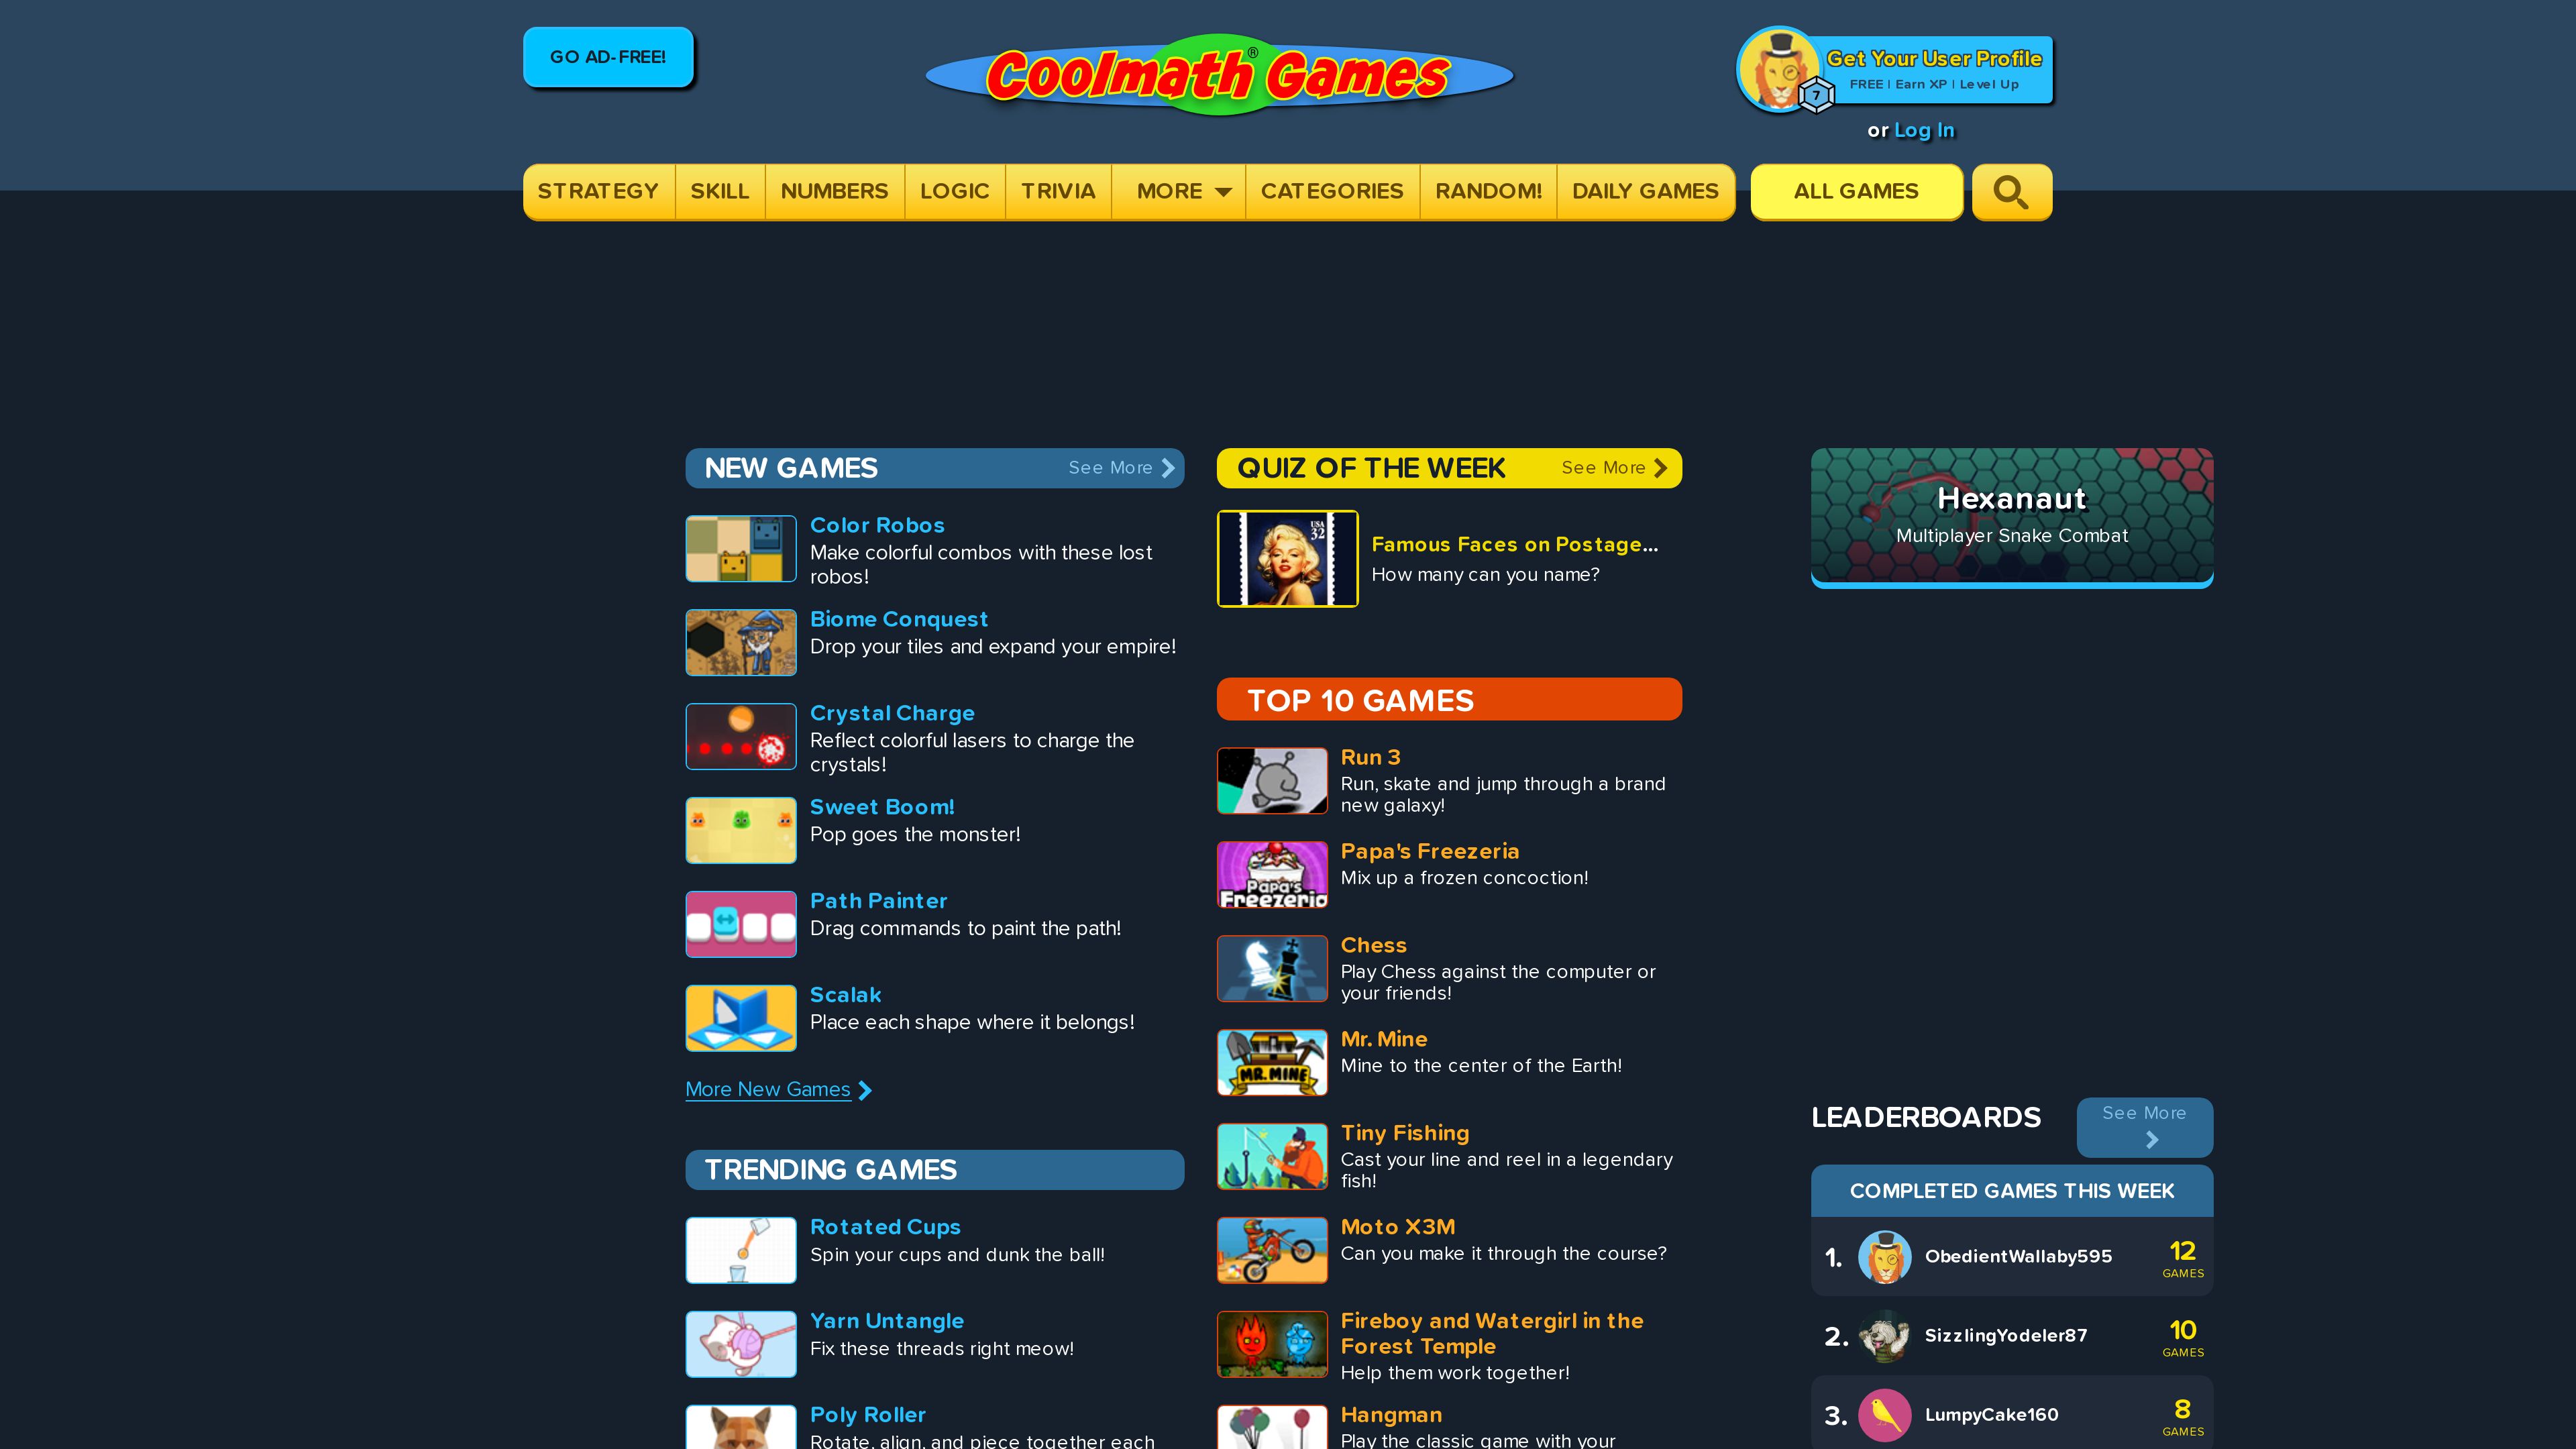 GO AD-FREE!
Coolmath Games®
Get Your User Profile
FREE | Earn XP | Level Up
7
or Log In
STRATEGY
SKILL
NUMBERS
LOGIC
TRIVIA
MORE
CATEGORIES
RANDOM!
DAILY GAMES
ALL GAMES
NEW GAMES
See More
Color Robos
Make colorful combos with these lost
robos!
Biome Conquest
Drop your tiles and expand your empire!
Crystal Charge
Reflect colorful lasers to charge the
crystals!
Sweet Boom!
Pop goes the monster!
Path Painter
Drag commands to paint the path!
Scalak
Place each shape where it belongs!
More New Games
TRENDING GAMES
Rotated Cups
Spin your cups and dunk the ball!
Yarn Untangle
Fix these threads right meow!
Poly Roller
Rotate, align, and piece together each
QUIZ OF THE WEEK
See More
USA
32
Famous Faces on Postage...
How many can you name?
TOP 10 GAMES
Run 3
Run, skate and jump through a brand
new galaxy!
Papa's
Freezeria
Papa's Freezeria
Mix up a frozen concoction!
Chess
Play Chess against the computer or
your friends!
MR. MINE
Mr. Mine
Mine to the center of the Earth!
Tiny Fishing
Cast your line and reel in a legendary
fish!
Moto X3M
Can you make it through the course?
Fireboy and Watergirl in the
Forest Temple
Help them work together!
Hangman
Play the classic game with your
Hexanaut
Multiplayer Snake Combat
LEADERBOARDS
See More
COMPLETED GAMES THIS WEEK
1. ObedientWallaby595 12
GAMES
2. SizzlingYodeler87 10
GAMES
3. LumpyCake160 8
GAMES